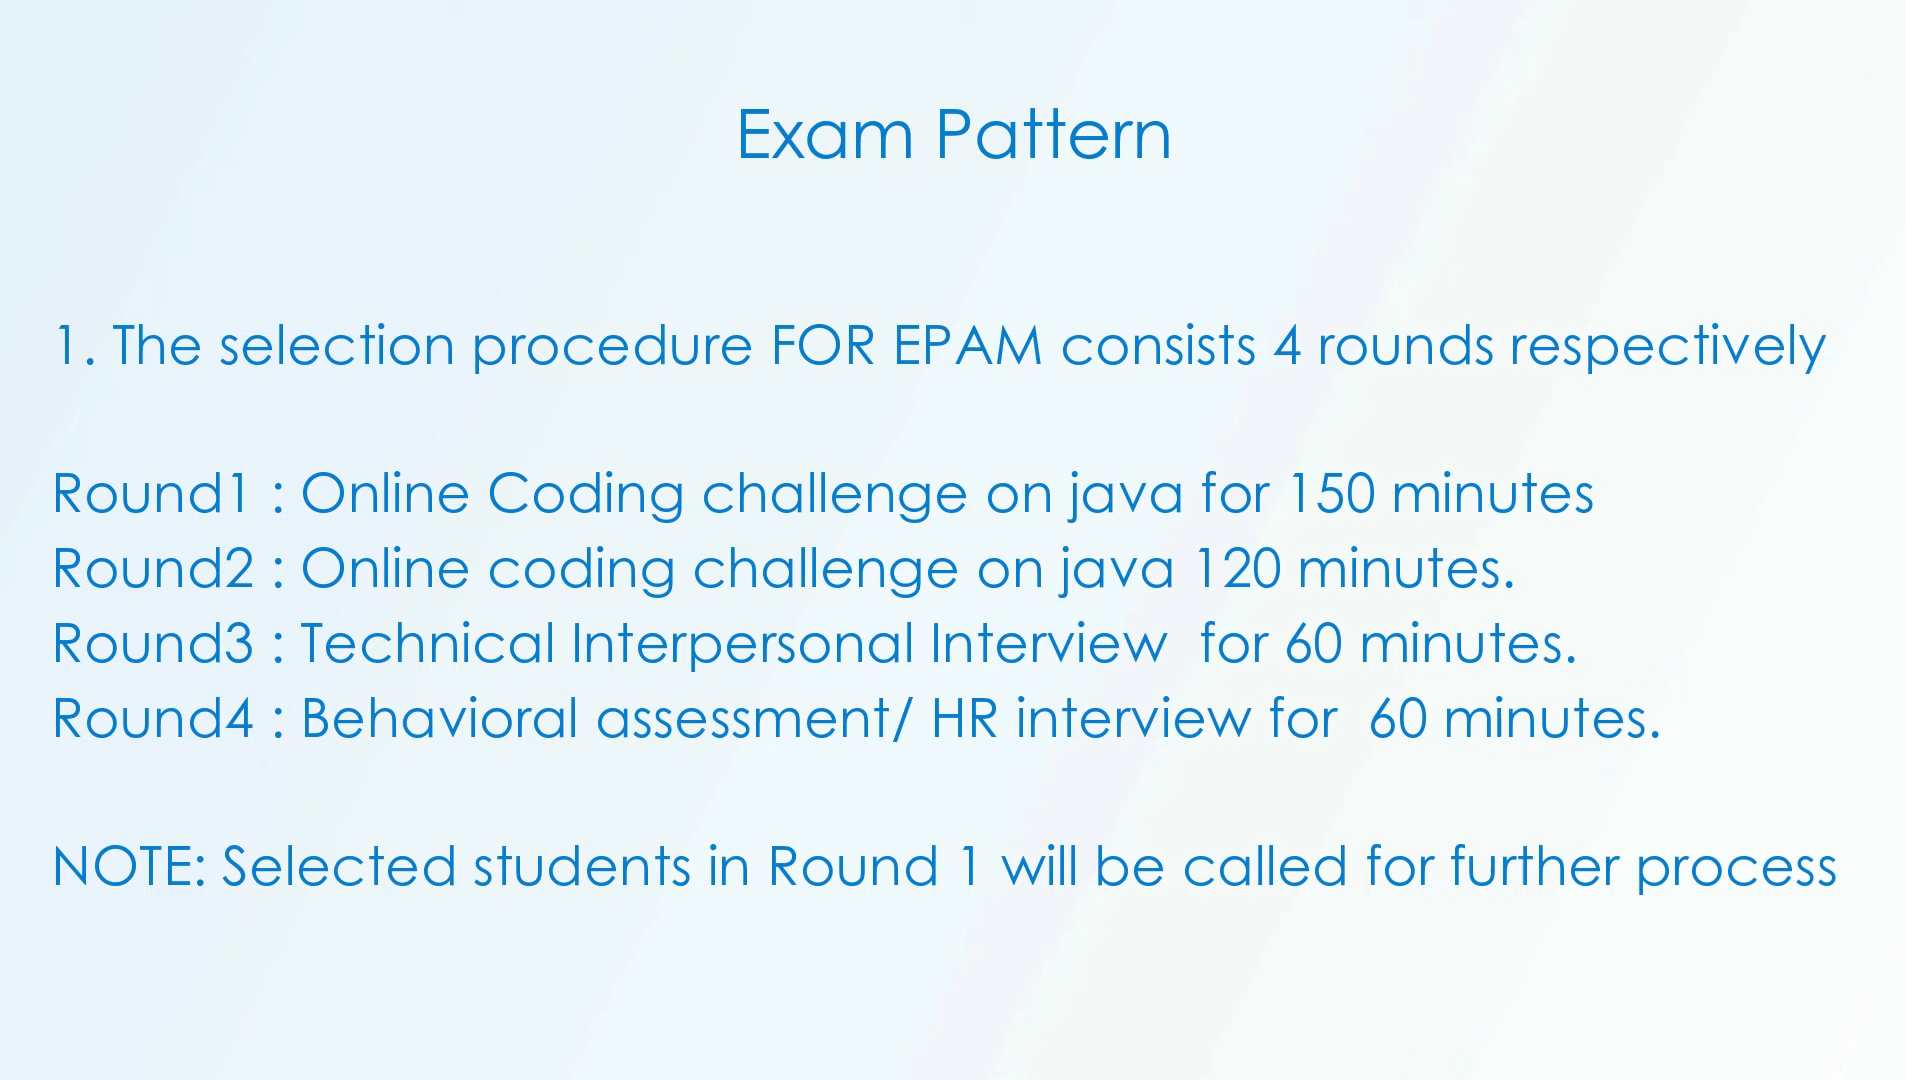 Exam Pattern
1. The selection procedure FOR EPAM consists 4 rounds respectively
Round1 : Online Coding challenge on java for 150 minutes
Round2 : Online coding challenge on java 120 minutes.
Round3 : Technical Interpersonal Interview  for 60 minutes.
Round4 : Behavioral assessment/ HR interview for  60 minutes.
NOTE: Selected students in Round 1 will be called for further process